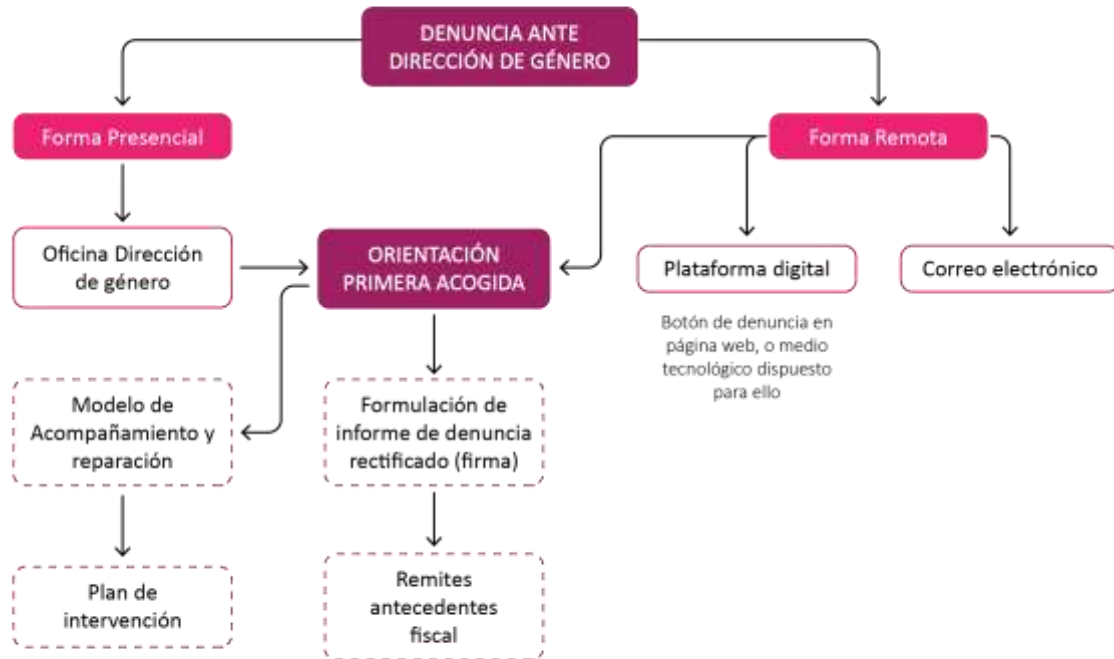 DENUNCIA ANTE
DIRECCIÓN DE GÉNERO
Forma Presencial
Forma Remota
Oficina Dirección
de género
ORIENTACIÓN
PRIMERA ACOGIDA
Plataforma digital
Correo electrónico
Botón de denuncia en
página web, o medio
tecnológico dispuesto
para ello
Modelo de
Acompañamiento y
reparación
Formulación de
informe de denuncia
rectificado (firma)
Plan de
intervención
Remites
antecedentes
fiscal